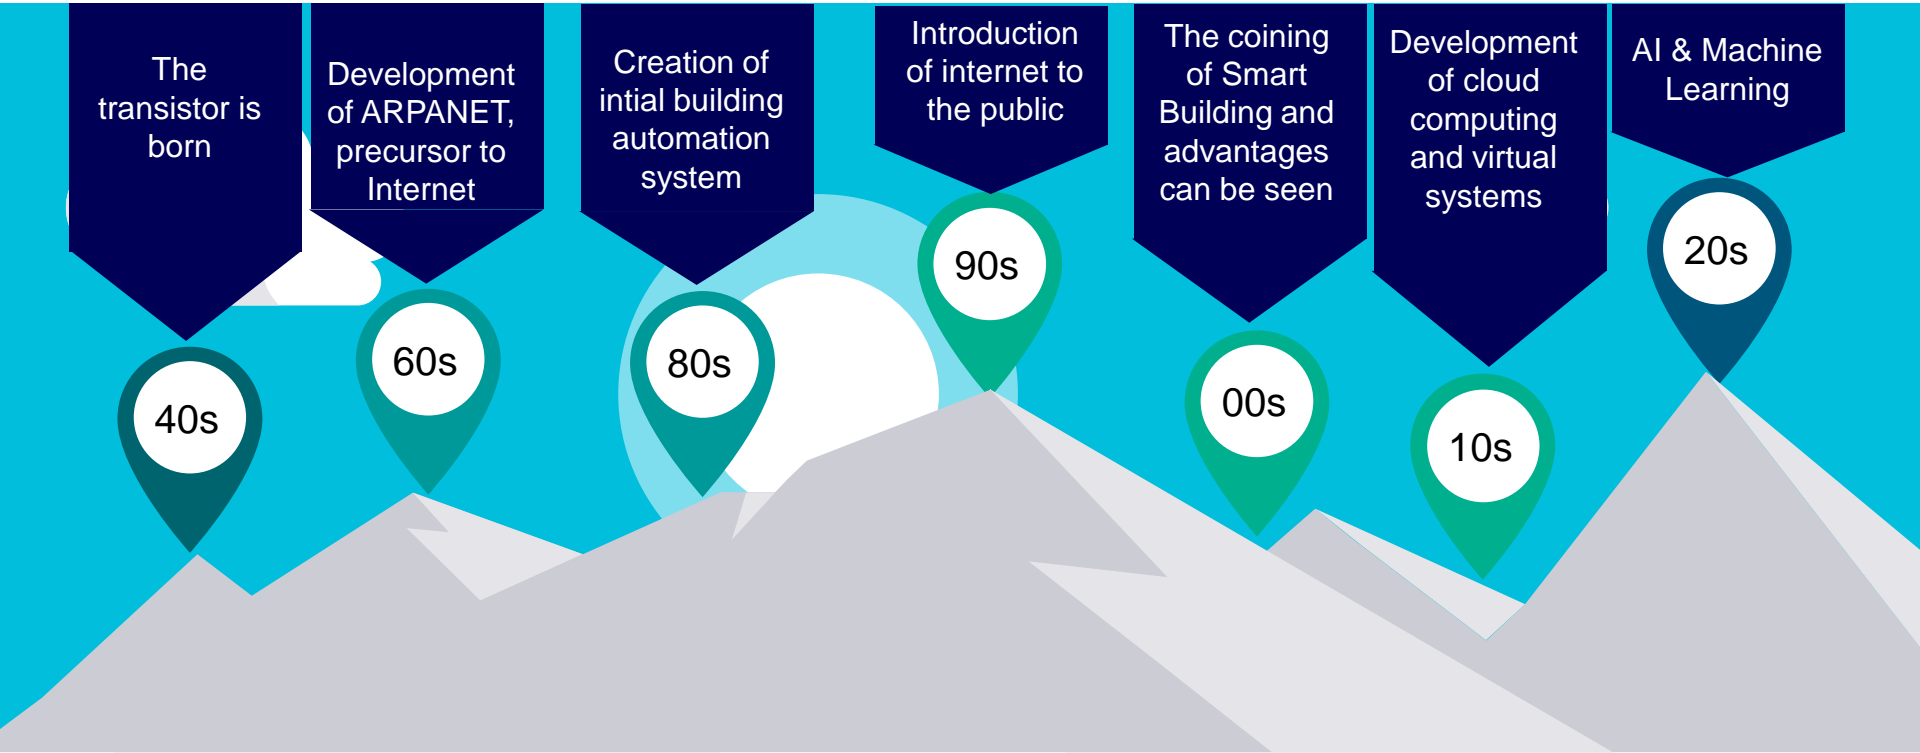 The
transistor is
born
40s
Development
of ARPANET,
precursor to
Internet
60s
Creation of
intial building
automation
system
80s
Introduction
of internet to
the public
90s
The coining
of Smart
Building and
advantages
can be seen
00s
Development
of cloud
computing
and virtual
systems
10s
AI & Machine
Learning
20s